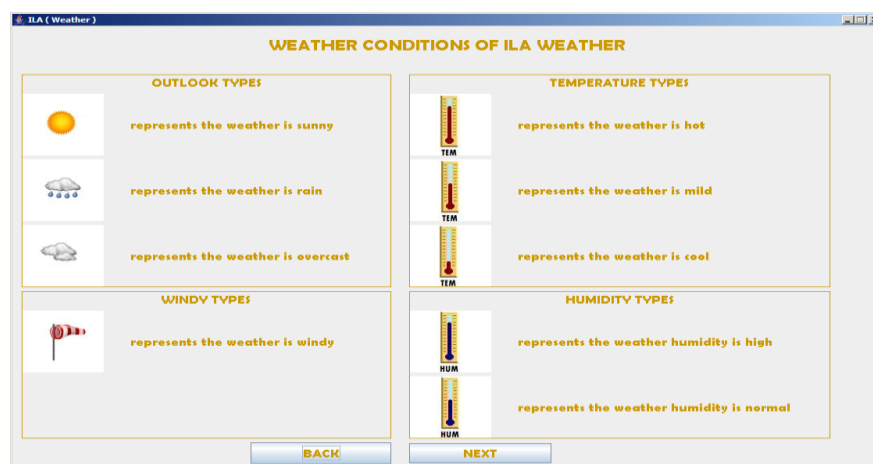 ILA ( Weather )
WEATHER CONDITIONS OF ILA WEATHER
OUTLOOK TYPES
represents the weather is sunny
represents the weather is rain
represents the weather is overcast
TEMPERATURE TYPES
TEM
represents the weather is hot
TEM
represents the weather is mild
TEM
represents the weather is cool
WINDY TYPES
represents the weather is windy
HUMIDITY TYPES
HUM
represents the weather humidity is high
HUM
represents the weather humidity is normal
BACK
NEXT